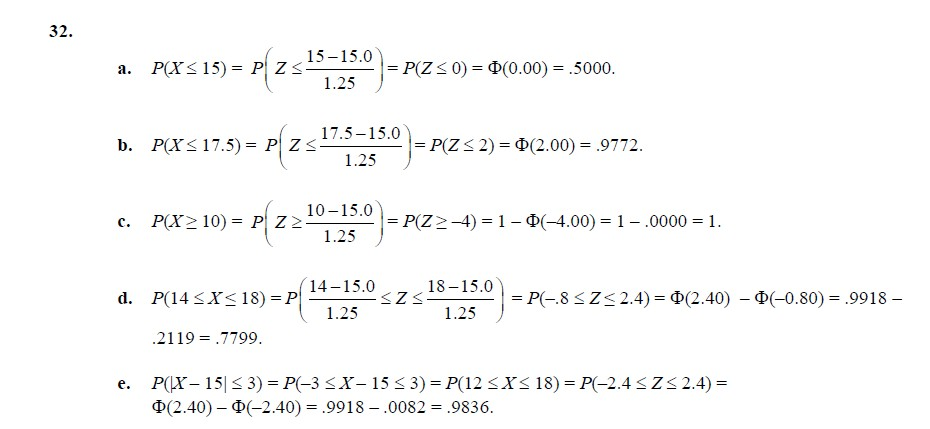 32.
a. P(X ≤ 15) = P(Z ≤ (15−15.0)/1.25) = P(Z ≤ 0) = Φ(0.00) = .5000.
b. P(X ≤ 17.5) = P(Z ≤ (17.5−15.0)/1.25) = P(Z ≤ 2) = Φ(2.00) = .9772.
c. P(X ≥ 10) = P(Z ≥ (10−15.0)/1.25) = P(Z ≥ –4) = 1 – Φ(–4.00) = 1 – .0000 = 1.
d. P(14 ≤ X ≤ 18) = P((14−15.0)/1.25 ≤ Z ≤ (18−15.0)/1.25) = P(–.8 ≤ Z ≤ 2.4) = Φ(2.40) – Φ(–0.80) = .9918 –
.2119 = .7799.
e. P(|X – 15| ≤ 3) = P(–3 ≤ X – 15 ≤ 3) = P(12 ≤ X ≤ 18) = P(–2.4 ≤ Z ≤ 2.4) =
Φ(2.40) – Φ(–2.40) = .9918 – .0082 = .9836.